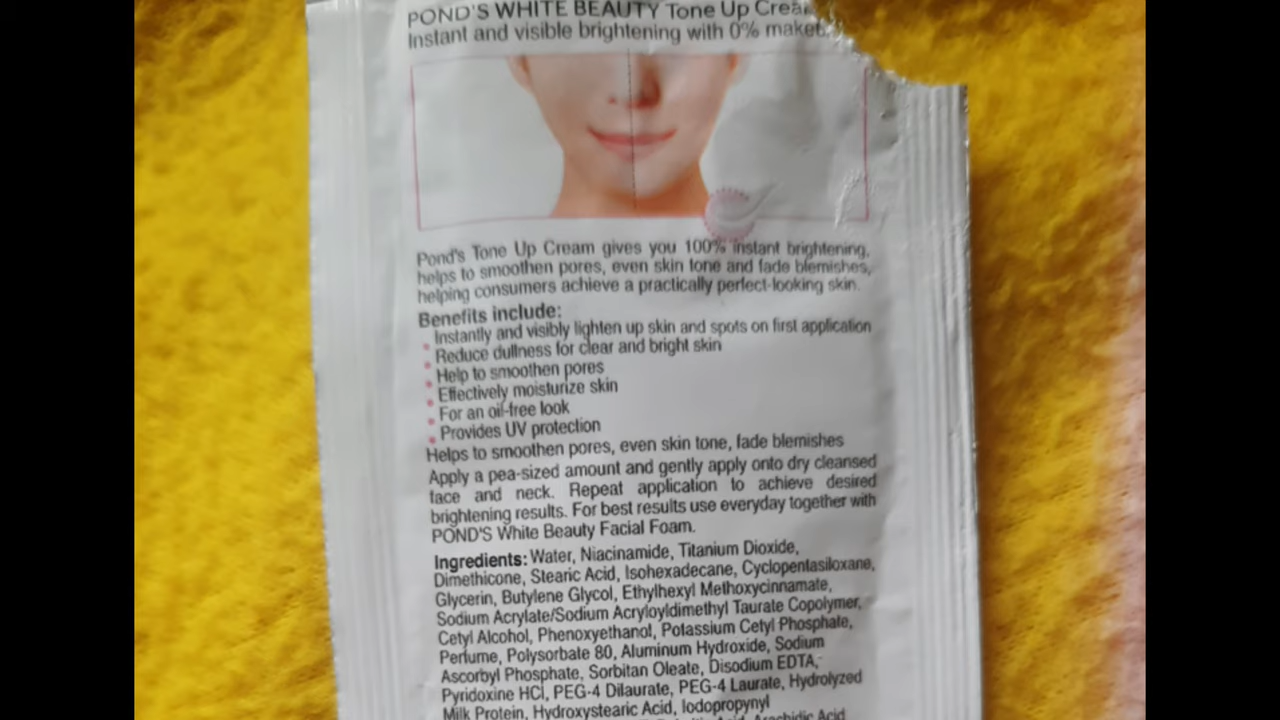 POND'S WHITE BEAUTY Tone Up
Instant and visible brightening with 0%
Pond's Tone Up Cream gives you 100% instant brightening,
helps to smoothen pores, even skin tone and fade blemishes,
helping consumers achieve a practically perfect-looking skin.
Benefits include:
Instantly and visibly lighten up skin and spots on first application
• Reduce dullness for clear and bright skin
• Help to smoothen pores
• Effectively moisturize skin
• For an oil-free look
• Provides UV protection
Helps to smoothen pores, even skin tone, fade blemishes
Apply a pea-sized amount and gently apply onto dry cleansed
face and neck. Repeat application to achieve desired
brightening results. For best results use everyday together with
POND'S White Beauty Facial Foam.
Ingredients: Water, Niacinamide, Titanium Dioxide,
Dimethicone, Stearic Acid, Isohexadecane, Cyclopentasiloxane,
Glycerin, Butylene Glycol, Ethylhexyl Methoxycinnamate,
Sodium Acrylate/Sodium Acryloyldimethyl Taurate Copolymer,
Cetyl Alcohol, Phenoxyethanol, Potassium Cetyl Phosphate,
Perfume, Polysorbate 80, Aluminum Hydroxide, Sodium
Ascorbyl Phosphate, Sorbitan Oleate, Disodium EDTA,
Pyridoxine HCl, PEG-4 Dilaurate, PEG-4 Laurate, Hydrolyzed
Milk Protein, Hydroxystearic Acid, Iodopropynyl
Arachidic Acid